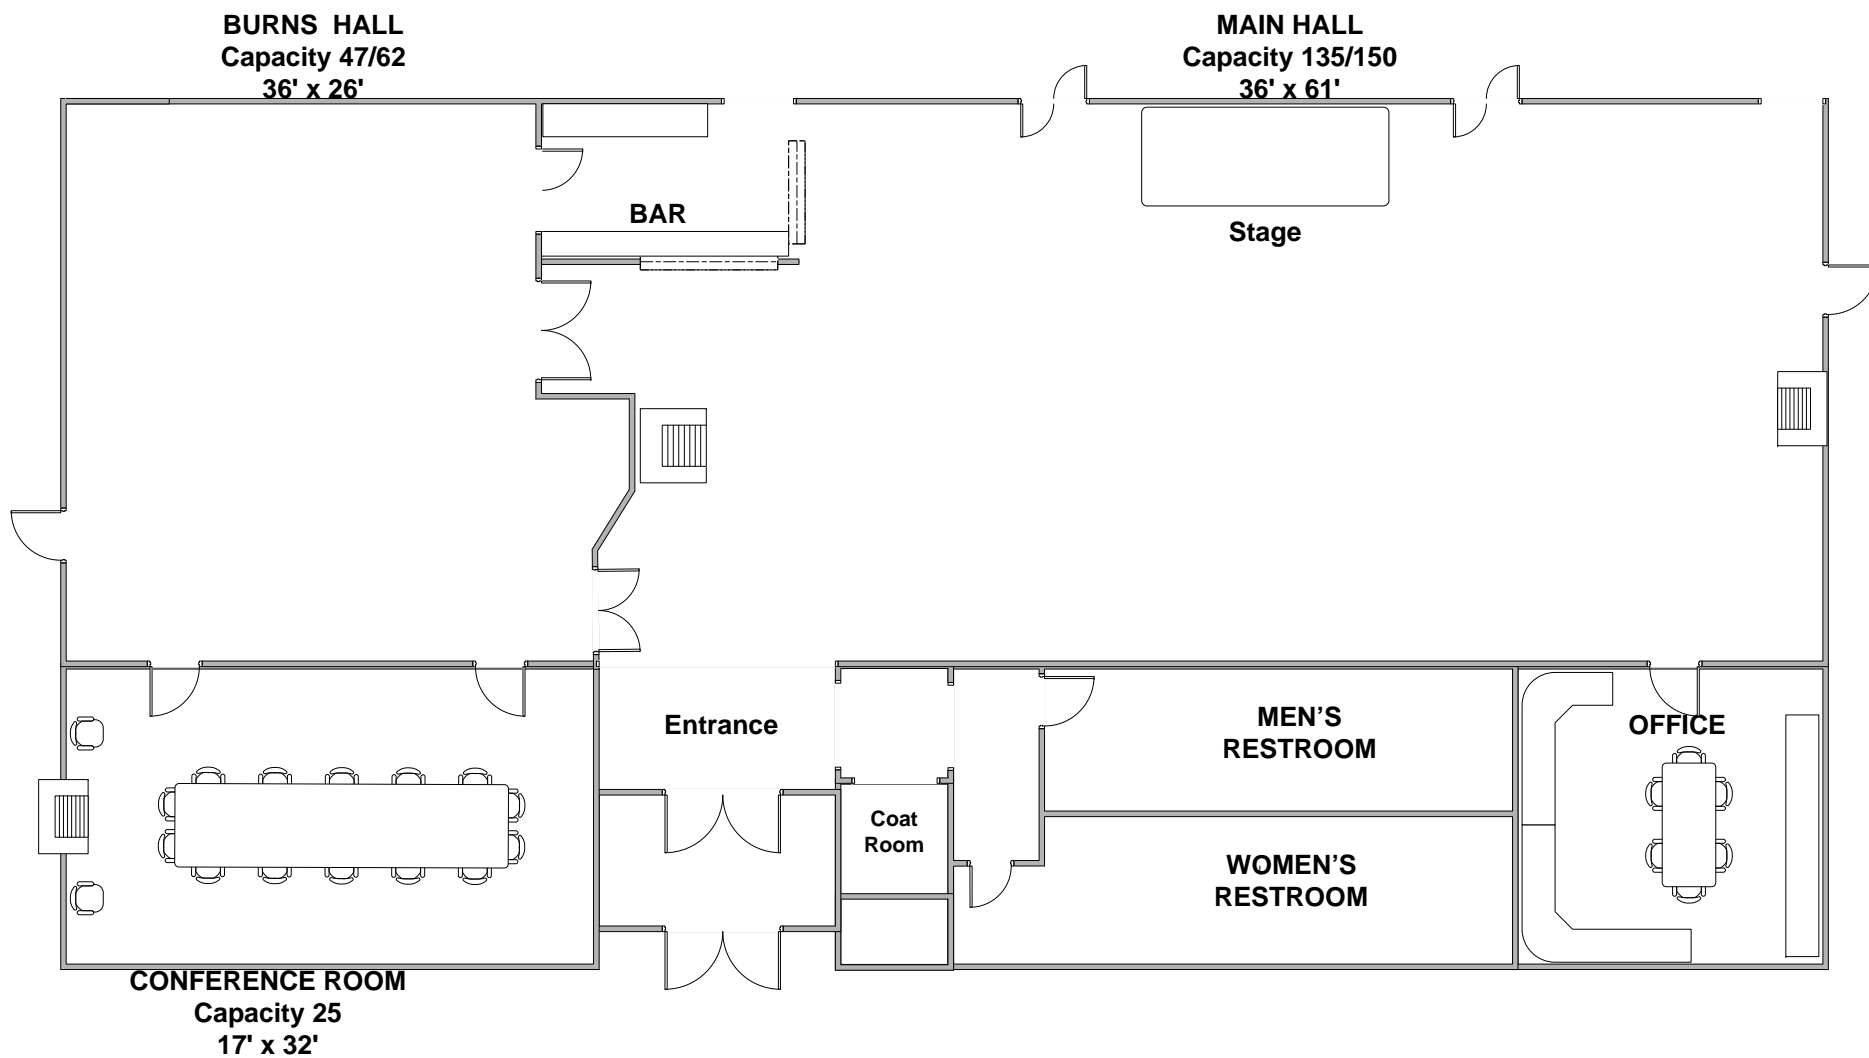 BURNS HALL
Capacity 47/62
36' x 26'
MAIN HALL
Capacity 135/150
36' x 61'
BAR
Stage
Entrance
MEN’S
RESTROOM
OFFICE
Coat
Room
WOMEN’S
RESTROOM
CONFERENCE ROOM
Capacity 25
17' x 32'